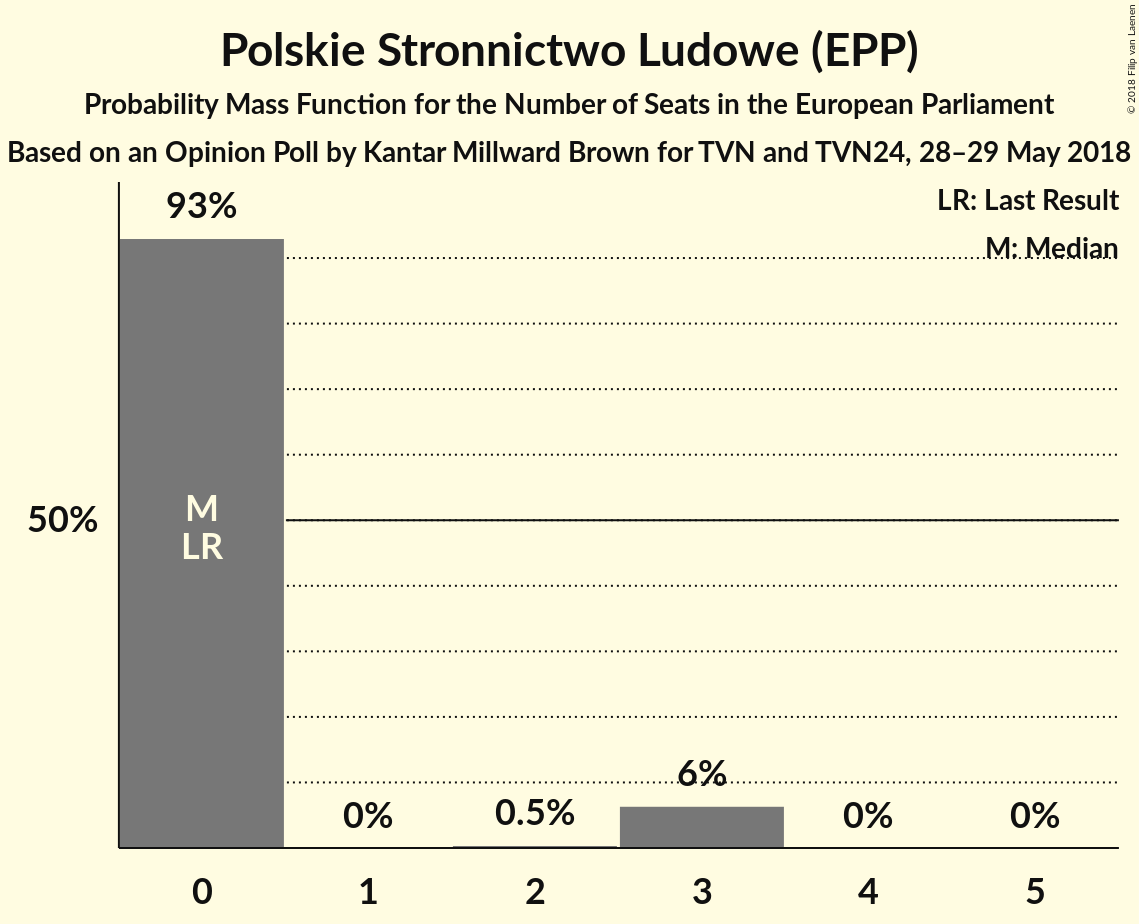 Polskie Stronnictwo Ludowe (EPP)
Probability Mass Function for the Number of Seats in the European Parliament
Based on an Opinion Poll by Kantar Millward Brown for TVN and TVN24, 28–29 May 2018
© 2018 Filip van Laenen
LR: Last Result
M: Median
93%
50%
M
LR
0%
0.5%
6%
0%
0%
0
1
2
3
4
5